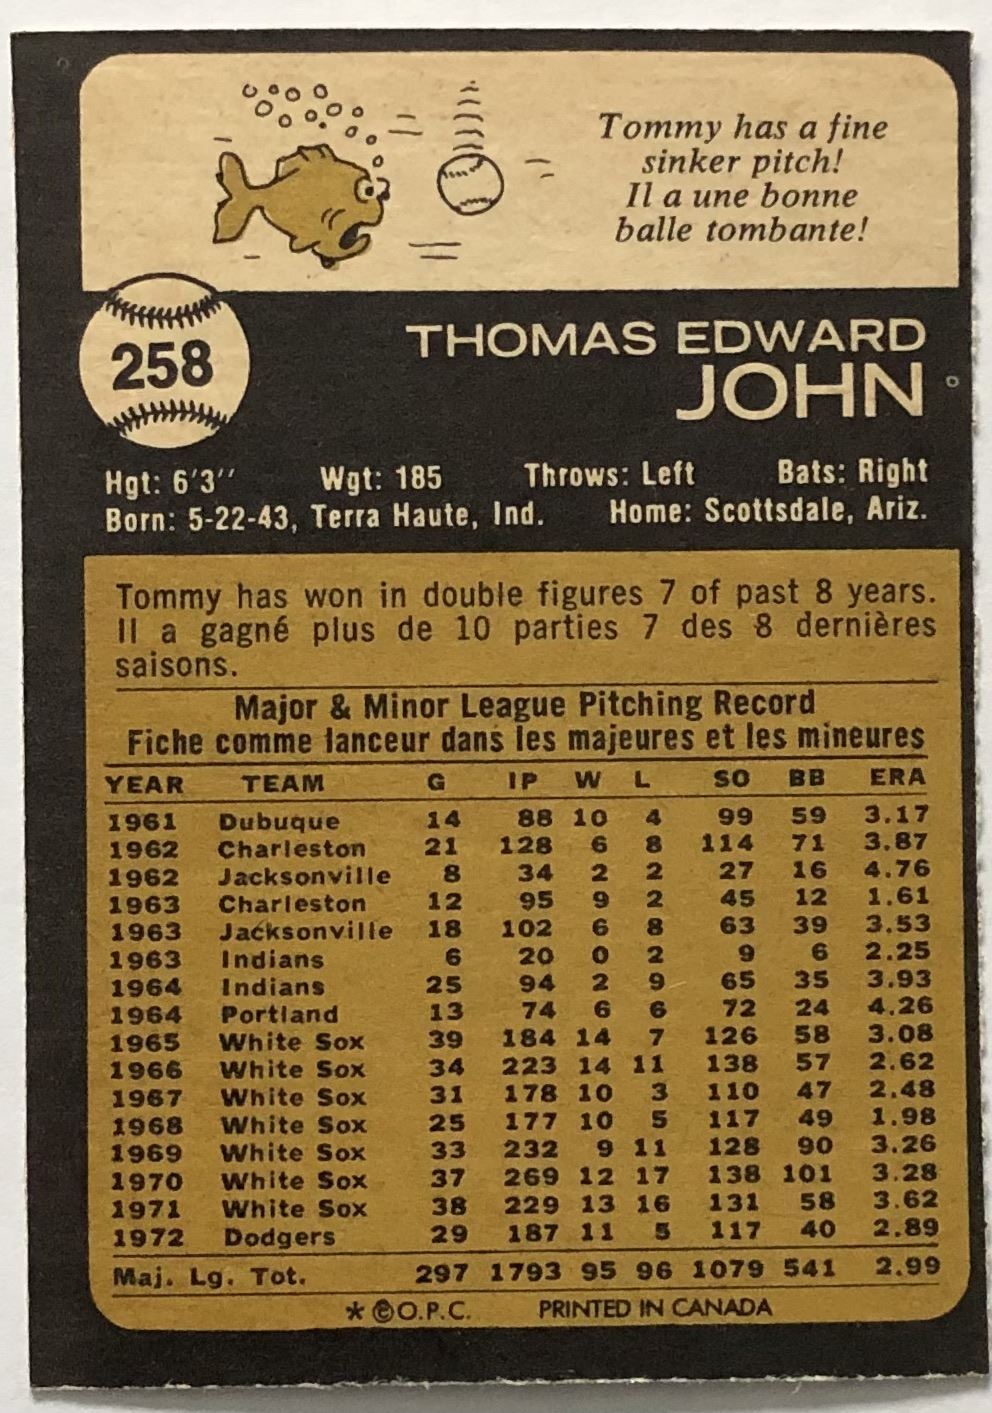 Tommy has a fine
sinker pitch!
Il a une bonne
balle tombante!
258
THOMAS EDWARD
JOHN
Hgt: 6'3'' Wgt: 185 Throws: Left Bats: Right
Born: 5-22-43, Terra Haute, Ind. Home: Scottsdale, Ariz.
Tommy has won in double figures 7 of past 8 years.
Il a gagné plus de 10 parties 7 des 8 dernières
saisons.
Major & Minor League Pitching Record
Fiche comme lanceur dans les majeures et les mineures
YEAR TEAM G IP W L SO BB ERA
1961 Dubuque 14 88 10 4 99 59 3.17
1962 Charleston 21 128 6 8 114 71 3.87
1962 Jacksonville 8 34 2 2 27 16 4.76
1963 Charleston 12 95 9 2 45 12 1.61
1963 Jacksonville 18 102 6 8 63 39 3.53
1963 Indians 6 20 0 2 9 6 2.25
1964 Indians 25 94 2 9 65 35 3.93
1964 Portland 13 74 6 6 72 24 4.26
1965 White Sox 39 184 14 7 126 58 3.08
1966 White Sox 34 223 14 11 138 57 2.62
1967 White Sox 31 178 10 3 110 47 2.48
1968 White Sox 25 177 10 5 117 49 1.98
1969 White Sox 33 232 9 11 128 90 3.26
1970 White Sox 37 269 12 17 138 101 3.28
1971 White Sox 38 229 13 16 131 58 3.62
1972 Dodgers 29 187 11 5 117 40 2.89
Maj. Lg. Tot. 297 1793 95 96 1079 541 2.99
* ©O.P.C. PRINTED IN CANADA